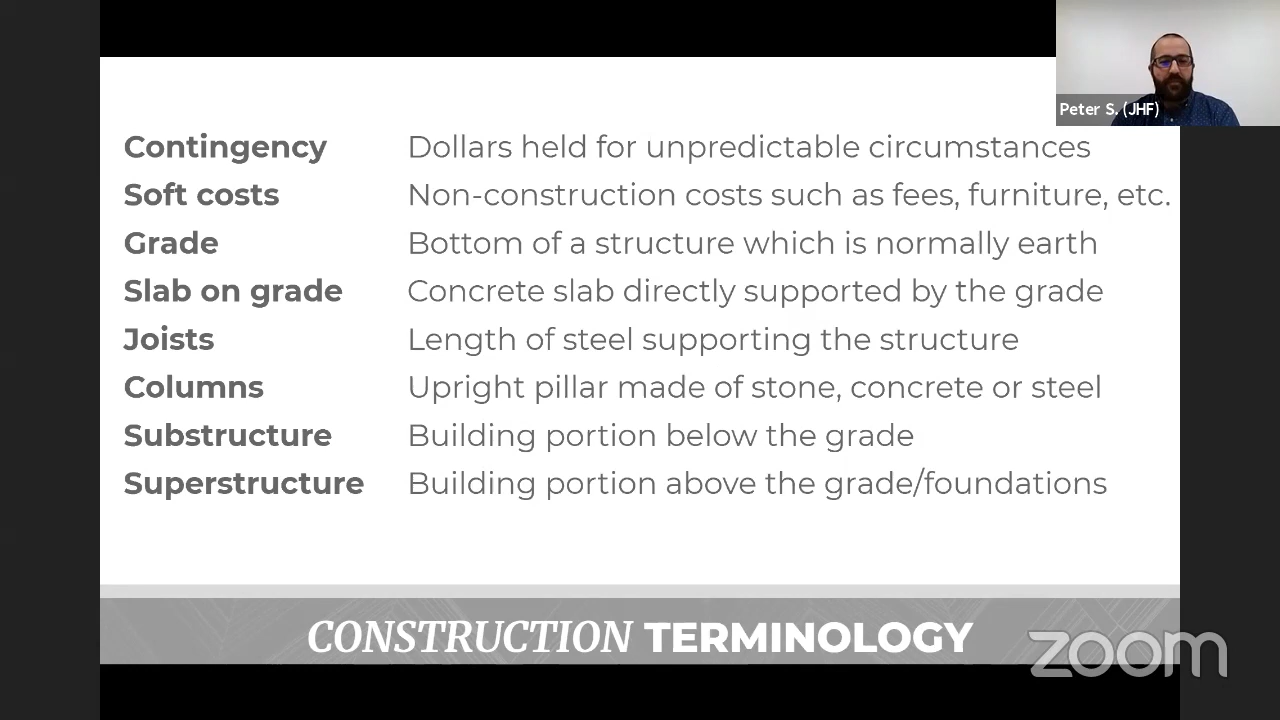 Peter S. (JHF)
Contingency Dollars held for unpredictable circumstances
Soft costs Non-construction costs such as fees, furniture, etc.
Grade Bottom of a structure which is normally earth
Slab on grade Concrete slab directly supported by the grade
Joists Length of steel supporting the structure
Columns Upright pillar made of stone, concrete or steel
Substructure Building portion below the grade
Superstructure Building portion above the grade/foundations
CONSTRUCTION TERMINOLOGY
zoom